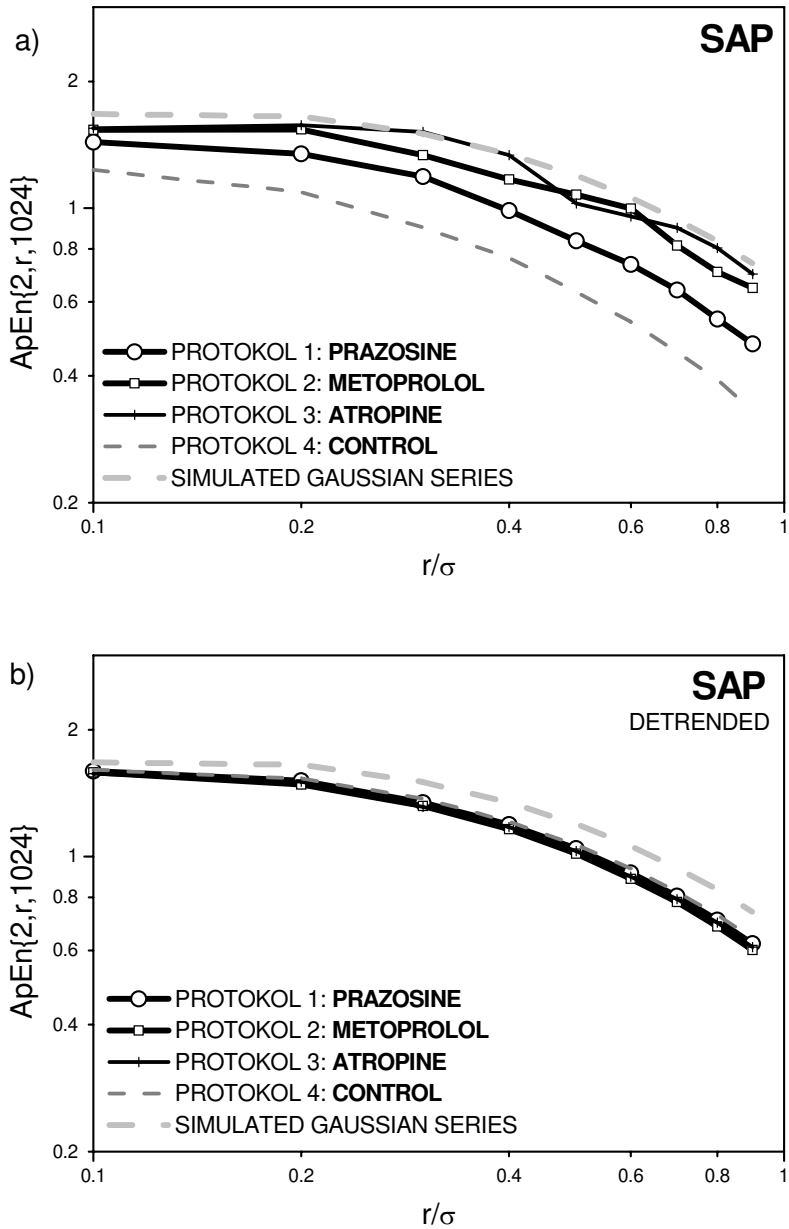 a)
SAP
2
1
0.8
0.6
0.4
0.2
ApEn{2,r,1024}
PROTOKOL 1: PRAZOSINE
PROTOKOL 2: METOPROLOL
PROTOKOL 3: ATROPINE
PROTOKOL 4: CONTROL
SIMULATED GAUSSIAN SERIES
0.1 0.2 0.4 0.6 0.8 1
r/σ
b)
SAP
DETRENDED
2
1
0.8
0.6
0.4
0.2
ApEn{2,r,1024}
PROTOKOL 1: PRAZOSINE
PROTOKOL 2: METOPROLOL
PROTOKOL 3: ATROPINE
PROTOKOL 4: CONTROL
SIMULATED GAUSSIAN SERIES
0.1 0.2 0.4 0.6 0.8 1
r/σ